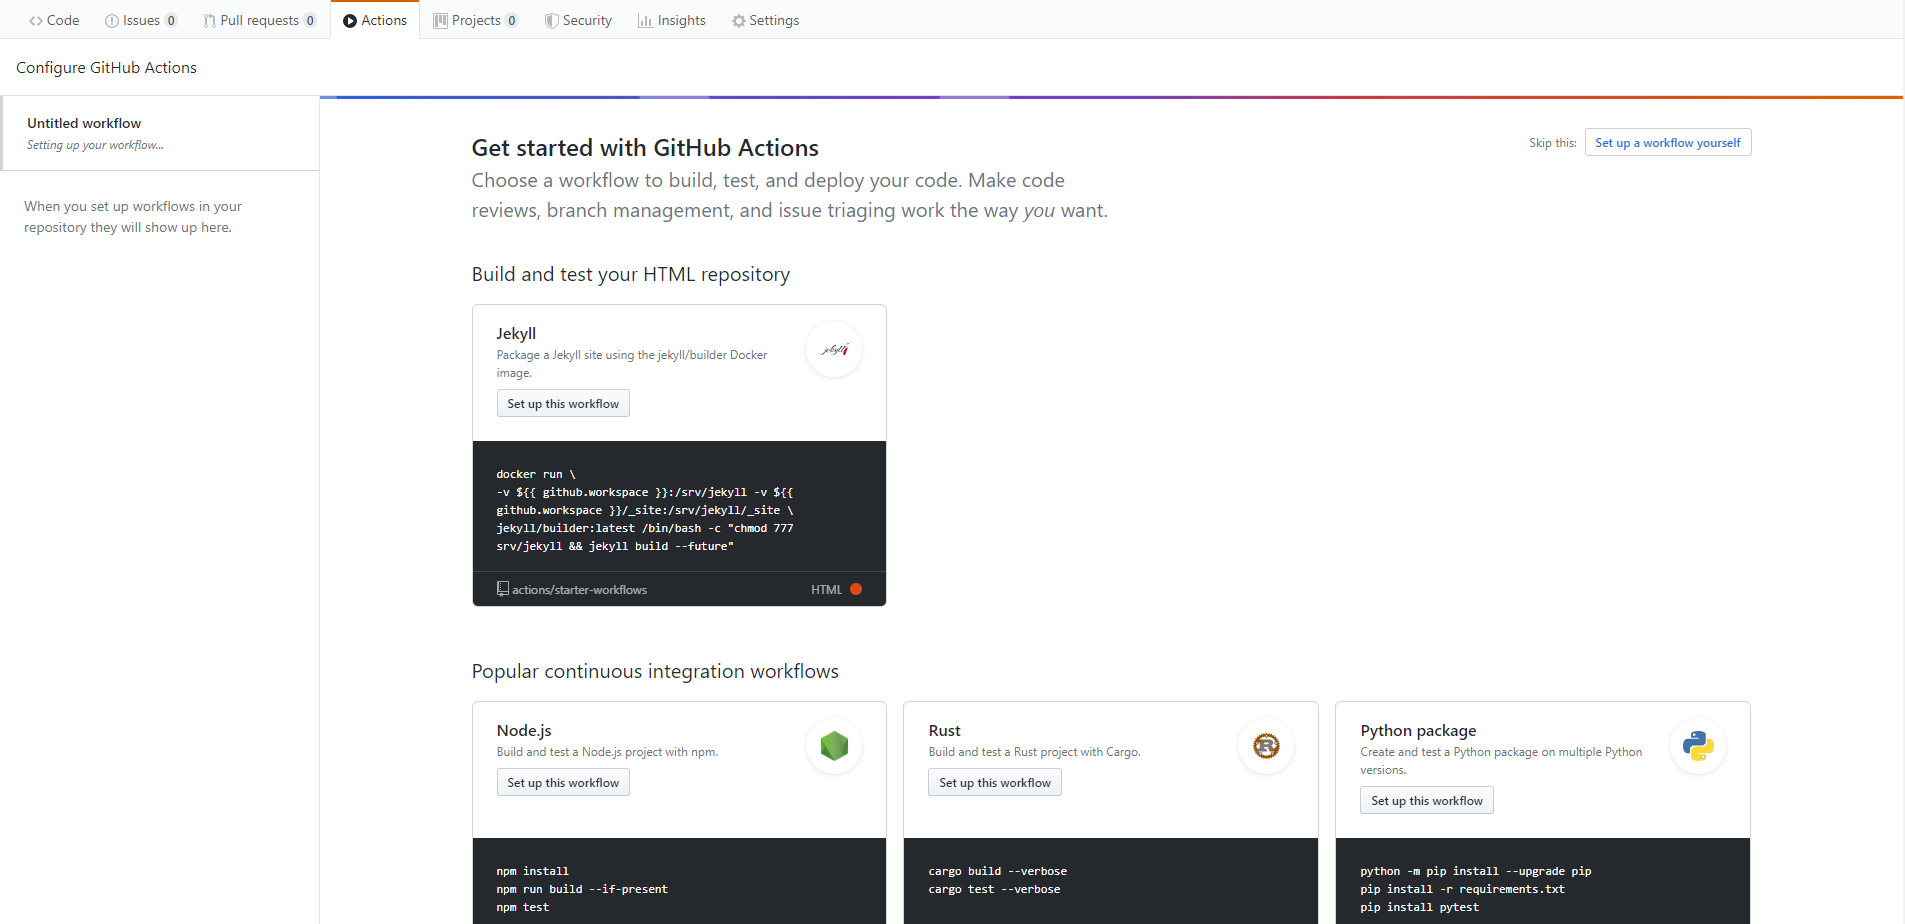 Code Issues 0 Pull requests 0 Actions Projects 0 Security Insights Settings
Configure GitHub Actions
Untitled workflow
Setting up your workflow...
When you set up workflows in your
repository they will show up here.
Get started with GitHub Actions
Skip this: Set up a workflow yourself
Choose a workflow to build, test, and deploy your code. Make code
reviews, branch management, and issue triaging work the way you want.
Build and test your HTML repository
Jekyll
jekyll
Package a Jekyll site using the jekyll/builder Docker
image.
Set up this workflow
docker run \
-v ${{ github.workspace }}:/srv/jekyll -v ${{
github.workspace }}/_site:/srv/jekyll/_site \
jekyll/builder:latest /bin/bash -c "chmod 777
srv/jekyll && jekyll build --future"
actions/starter-workflows HTML
Popular continuous integration workflows
Node.js
Build and test a Node.js project with npm.
Set up this workflow
npm install
npm run build --if-present
npm test
Rust
R
Build and test a Rust project with Cargo.
Set up this workflow
cargo build --verbose
cargo test --verbose
Python package
Create and test a Python package on multiple Python
versions.
Set up this workflow
python -m pip install --upgrade pip
pip install -r requirements.txt
pip install pytest